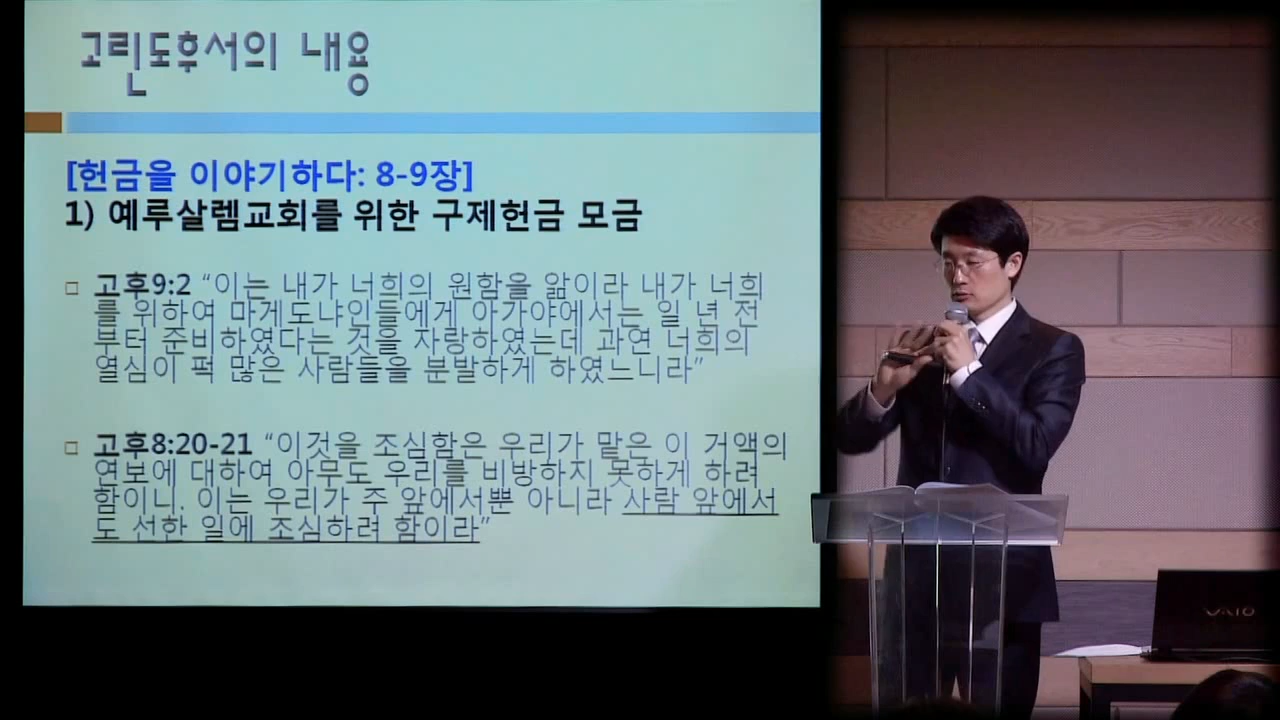 고린도후서의 내용
[헌금을 이야기하다: 8-9장]
1) 예루살렘교회를 위한 구제헌금 모금
□ 고후9:2 “이는 내가 너희의 원함을 앎이라 내가 너희
를 위하여 마게도냐인들에게 아가야에서는 일 년 전
부터 준비하였다는 것을 자랑하였는데 과연 너희의
열심이 퍽 많은 사람들을 분발하게 하였느니라”
□ 고후8:20-21 “이것을 조심함은 우리가 맡은 이 거액의
연보에 대하여 아무도 우리를 비방하지 못하게 하려
함이니. 이는 우리가 주 앞에서뿐 아니라 사람 앞에서
도 선한 일에 조심하려 함이라”
VAIO